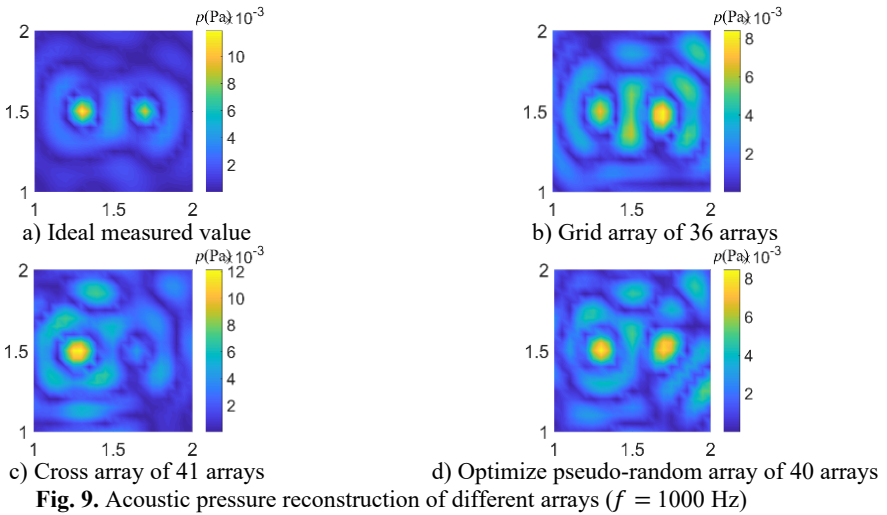 p(Pa)×10-3
2
1.5
1
1 1.5 2
10
8
6
4
2
a) Ideal measured value
p(Pa)×10-3
2
1.5
1
1 1.5 2
8
6
4
2
b) Grid array of 36 arrays
p(Pa)×10-3
2
1.5
1
1 1.5 2
12
10
8
6
4
2
c) Cross array of 41 arrays
p(Pa)×10-3
2
1.5
1
1 1.5 2
8
6
4
2
d) Optimize pseudo-random array of 40 arrays
Fig. 9. Acoustic pressure reconstruction of different arrays (f = 1000 Hz)